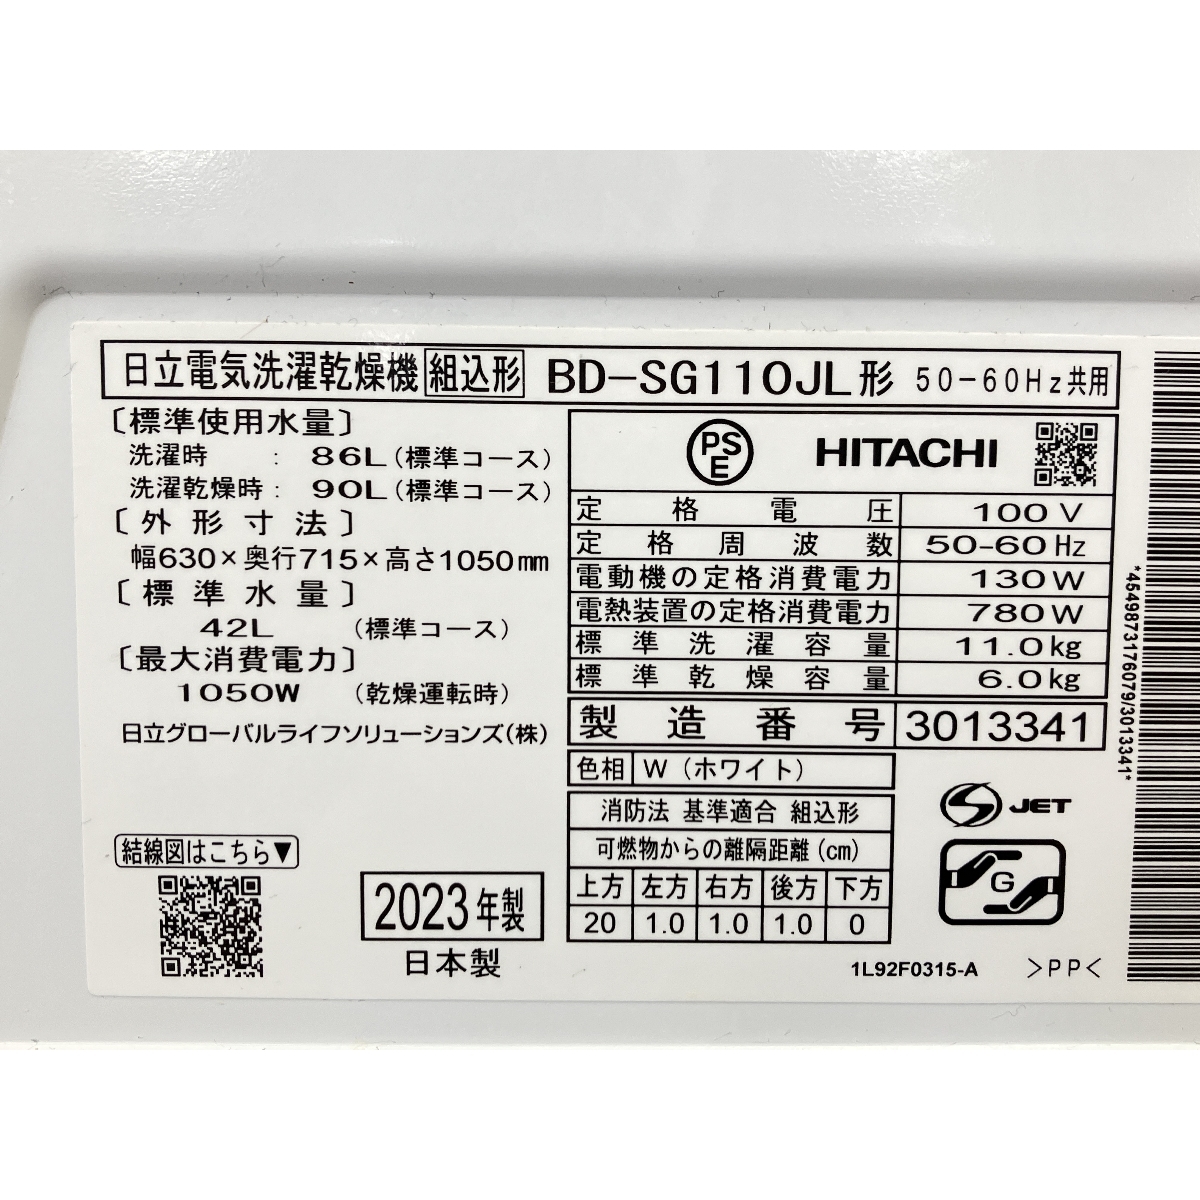 日立電気洗濯乾燥機 組込形 BD-SG110JL形 50-60Hz共用
〔標準使用水量〕
洗濯時 : 86L(標準コース)
洗濯乾燥時: 90L(標準コース)
〔外形寸法〕
幅630×奥行715×高さ1050mm
〔標準水量〕
42L (標準コース)
〔最大消費電力〕
1050W (乾燥運転時)
日立グローバルライフソリューションズ(株)
結線図はこちら▼
2023年製
日本製
PSE HITACHI
定格電圧 100V
定格周波数 50-60Hz
電動機の定格消費電力 130W
電熱装置の定格消費電力 780W
標準洗濯容量 11.0kg
標準乾燥容量 6.0kg
製造番号 3013341
色相 W(ホワイト)
消防法 基準適合 組込形
可燃物からの離隔距離(cm)
上方 左方 右方 後方 下方
20 1.0 1.0 1.0 0
S JET
G
1L92F0315-A >PP<
*4549873176079/3013341*